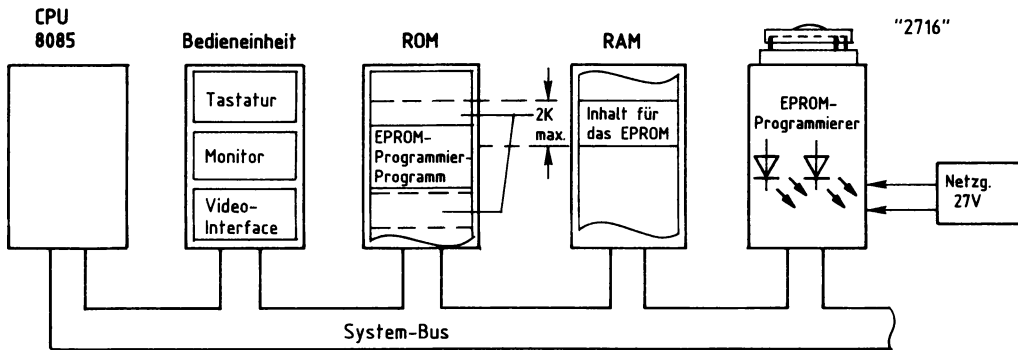 CPU
8085
Bedieneinheit
ROM
RAM
"2716"
Tastatur
Monitor
Video-
Interface
EPROM-
Programmier-
Programm
2K
max.
Inhalt für
das EPROM
EPROM-
Programmierer
Netzg.
27V
System-Bus